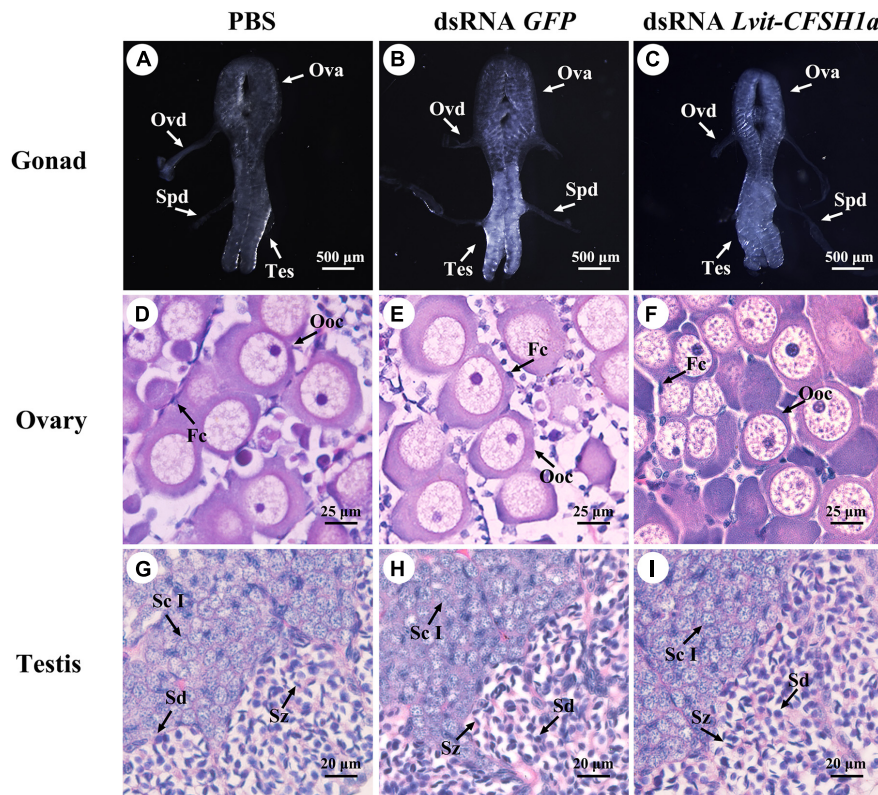 PBS dsRNA GFP dsRNA Lvit-CFSH1a
Gonad
A
Ova
Ovd
Spd
Tes
500 μm
B
Ova
Ovd
Spd
Tes
500 μm
C
Ova
Ovd
Spd
Tes
500 μm
Ovary
D
Ooc
Fc
25 μm
E
Fc
Ooc
25 μm
F
Fc
Ooc
25 μm
Testis
G
Sc I
Sd
Sz
20 μm
H
Sc I
Sd
Sz
20 μm
I
Sc I
Sd
Sz
20 μm